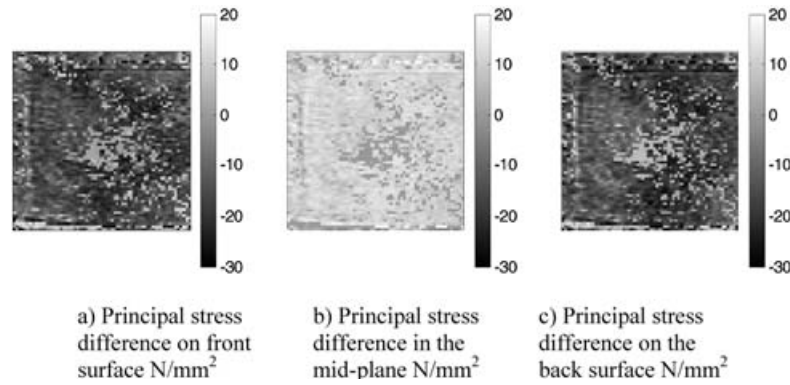 20
10
0
-10
-20
-30
20
10
0
-10
-20
-30
20
10
0
-10
-20
-30
a) Principal stress
difference on front
surface N/mm²
b) Principal stress
difference in the
mid-plane N/mm²
c) Principal stress
difference on the
back surface N/mm²